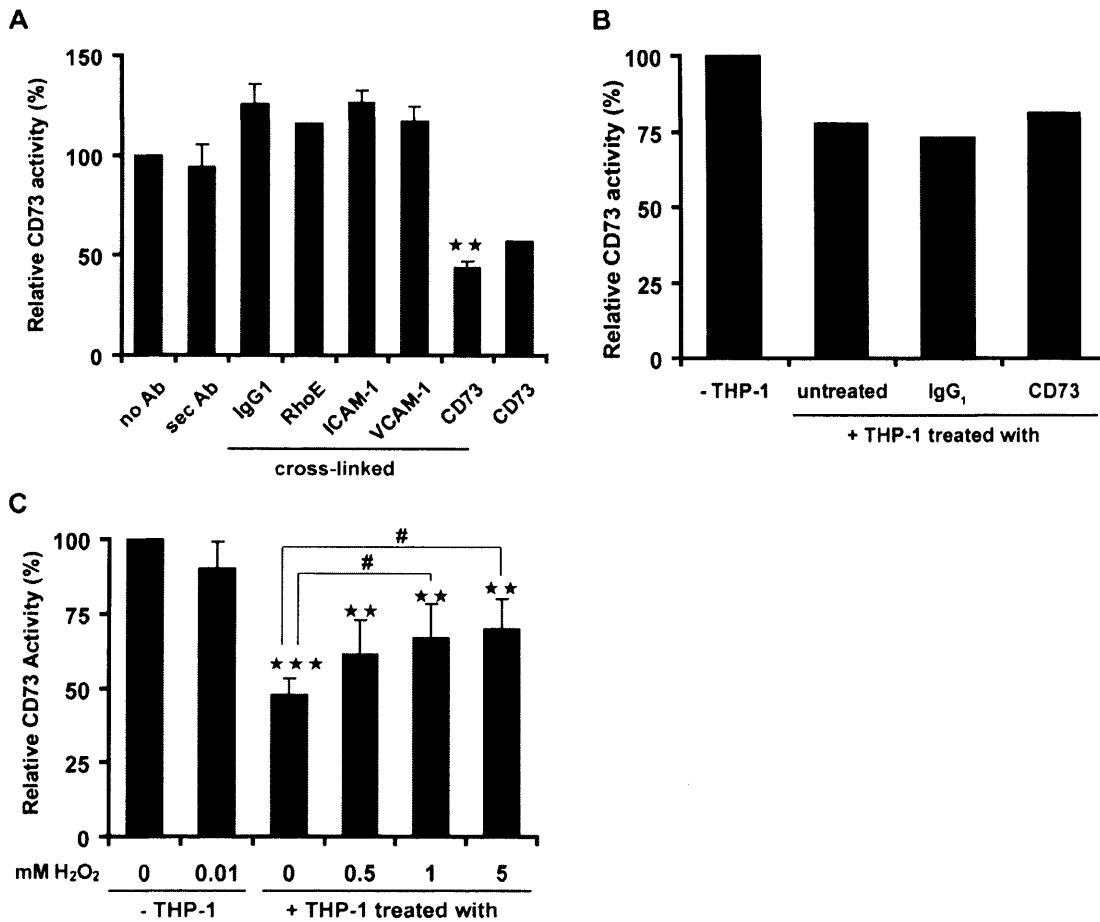 A
Relative CD73 activity (%)
150
100
50
0
★★
no Ab
sec Ab
IgG1
RhoE
ICAM-1
VCAM-1
CD73
CD73
cross-linked
B
Relative CD73 activity (%)
100
75
50
25
0
- THP-1
untreated
IgG₁
CD73
+ THP-1 treated with
C
Relative CD73 Activity (%)
100
75
50
25
0
#
#
★★★
★★
★★
★★
mM H₂O₂ 0 0.01 0 0.5 1 5
- THP-1 + THP-1 treated with